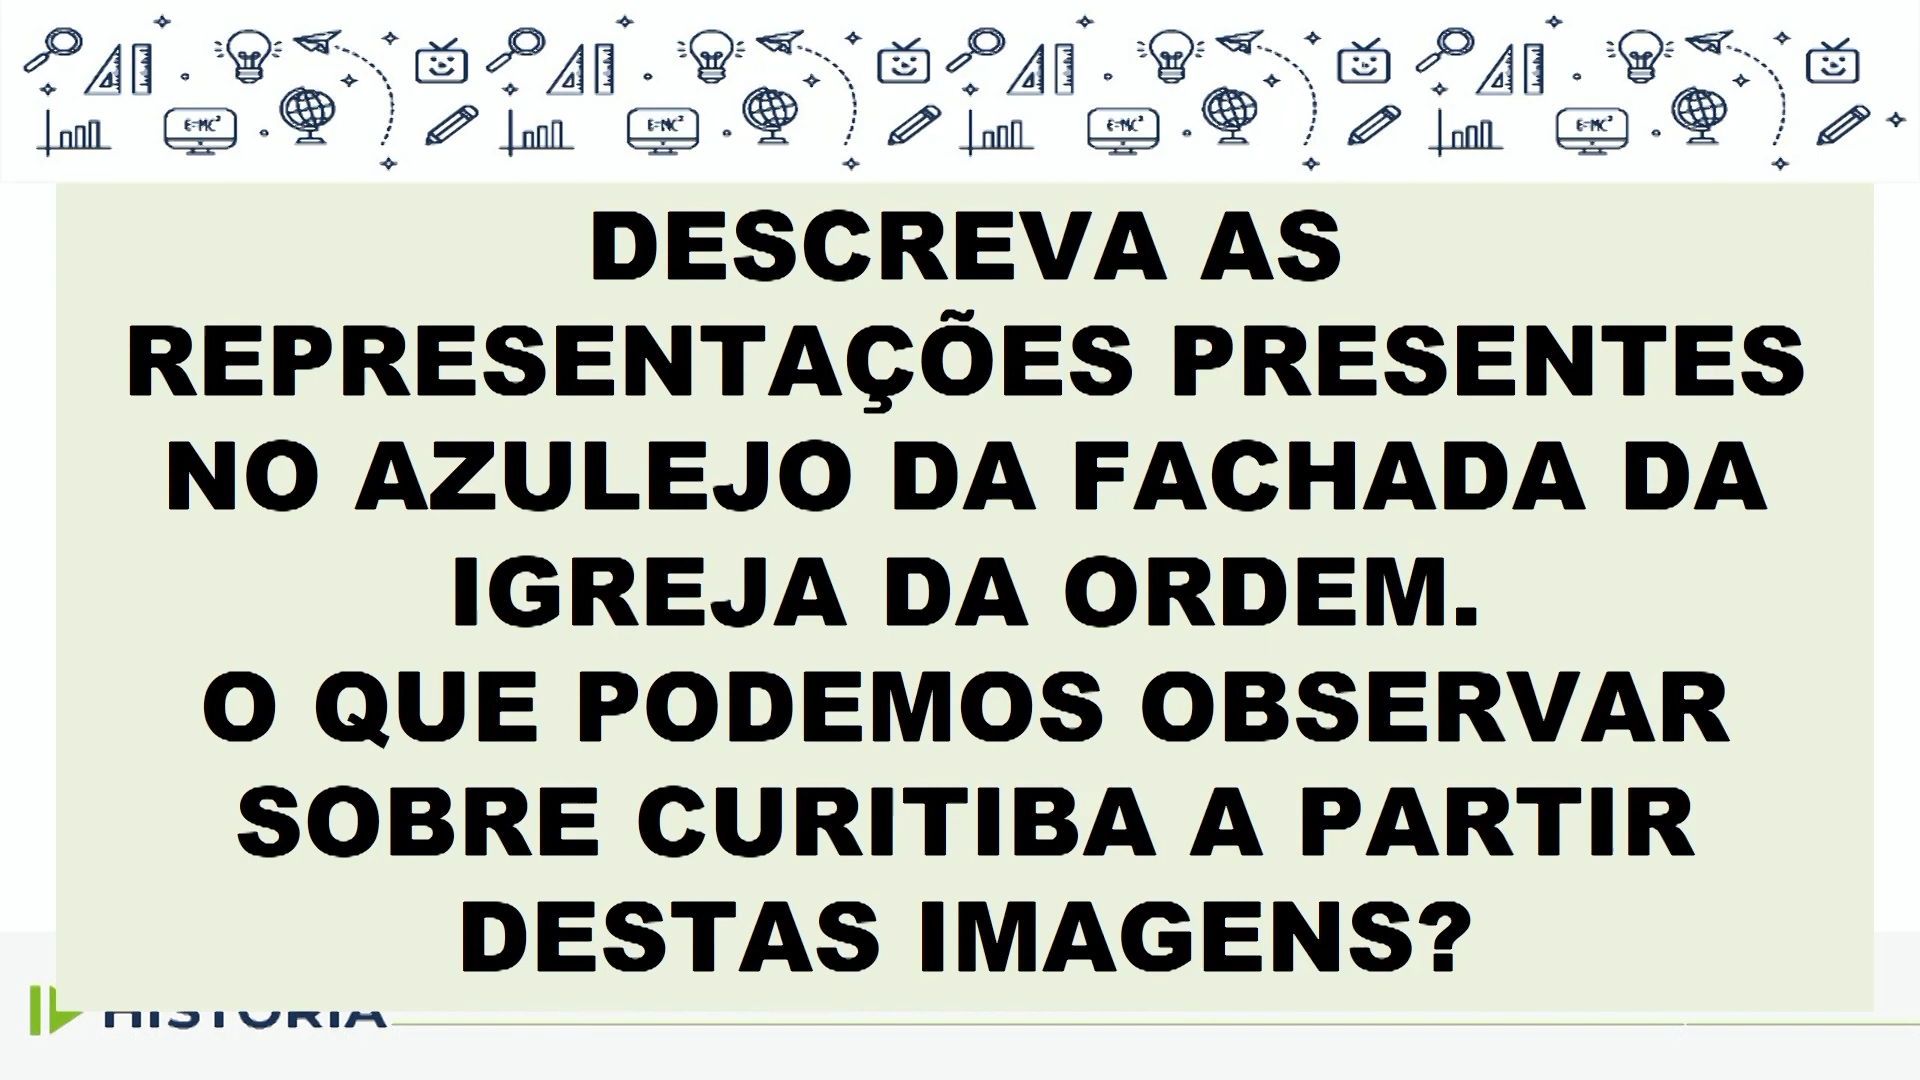 E=MC² E=MC² E=MC² E=MC²
DESCREVA AS
REPRESENTAÇÕES PRESENTES
NO AZULEJO DA FACHADA DA
IGREJA DA ORDEM.
O QUE PODEMOS OBSERVAR
SOBRE CURITIBA A PARTIR
DESTAS IMAGENS?
HISTÓRIA